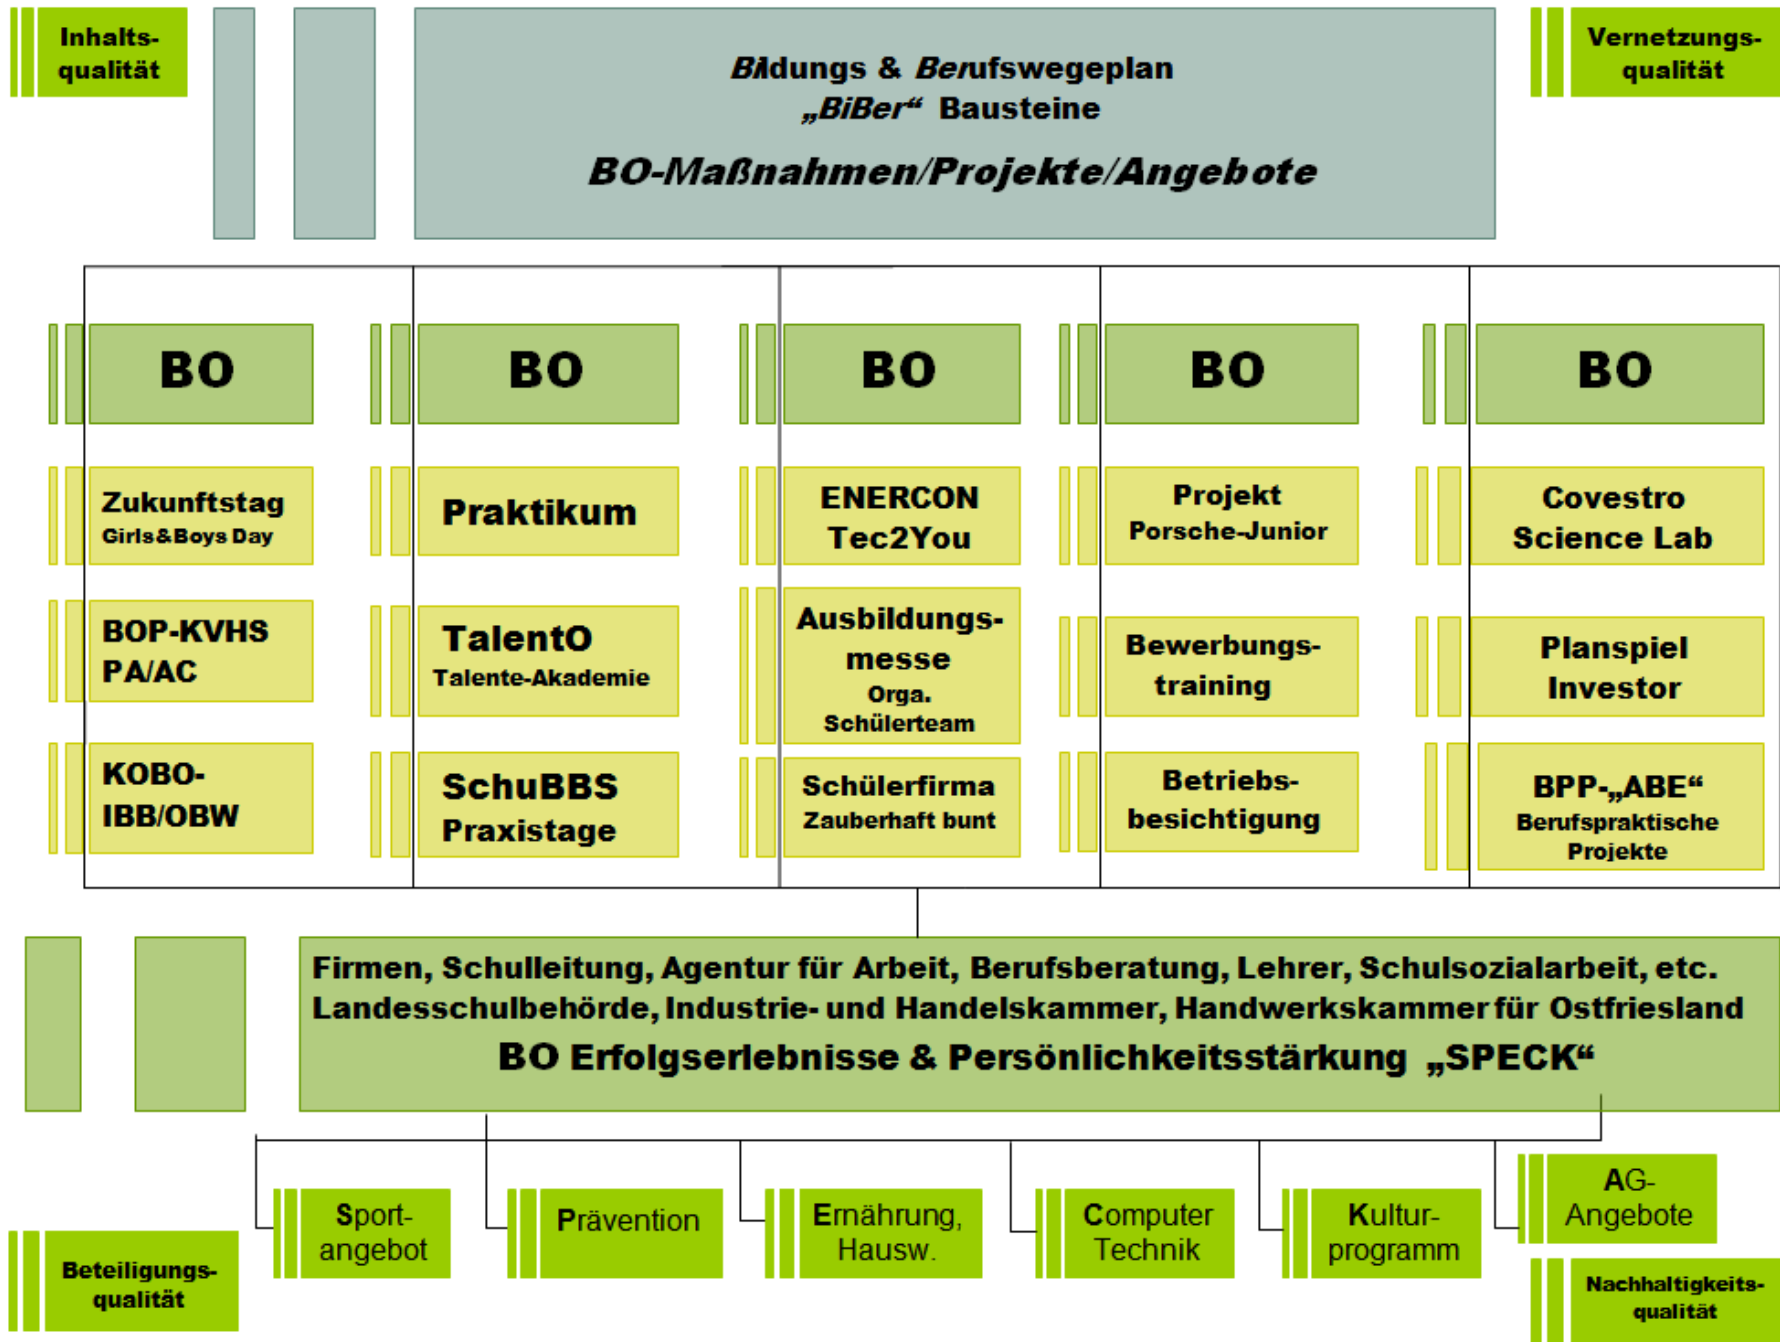 Inhalts-
qualität
Bildungs & Berufswegeplan
„BiBer“ Bausteine
BO-Maßnahmen/Projekte/Angebote
Vernetzungs-
qualität
BO
Zukunftstag
Girls&Boys Day
BOP-KVHS
PA/AC
KOBO-
IBB/OBW
BO
Praktikum
TalentO
Talente-Akademie
SchuBBS
Praxistage
BO
ENERCON
Tec2You
Ausbildungs-
messe
Orga.
Schülerteam
Schülerfirma
Zauberhaft bunt
BO
Projekt
Porsche-Junior
Bewerbungs-
training
Betriebs-
besichtigung
BO
Covestro
Science Lab
Planspiel
Investor
BPP-„ABE“
Berufspraktische
Projekte
Firmen, Schulleitung, Agentur für Arbeit, Berufsberatung, Lehrer, Schulsozialarbeit, etc.
Landesschulbehörde, Industrie- und Handelskammer, Handwerkskammer für Ostfriesland
BO Erfolgserlebnisse & Persönlichkeitsstärkung „SPECK“
Sport-
angebot
Prävention
Ernährung,
Hausw.
Computer
Technik
Kultur-
programm
AG-
Angebote
Beteiligungs-
qualität
Nachhaltigkeits-
qualität